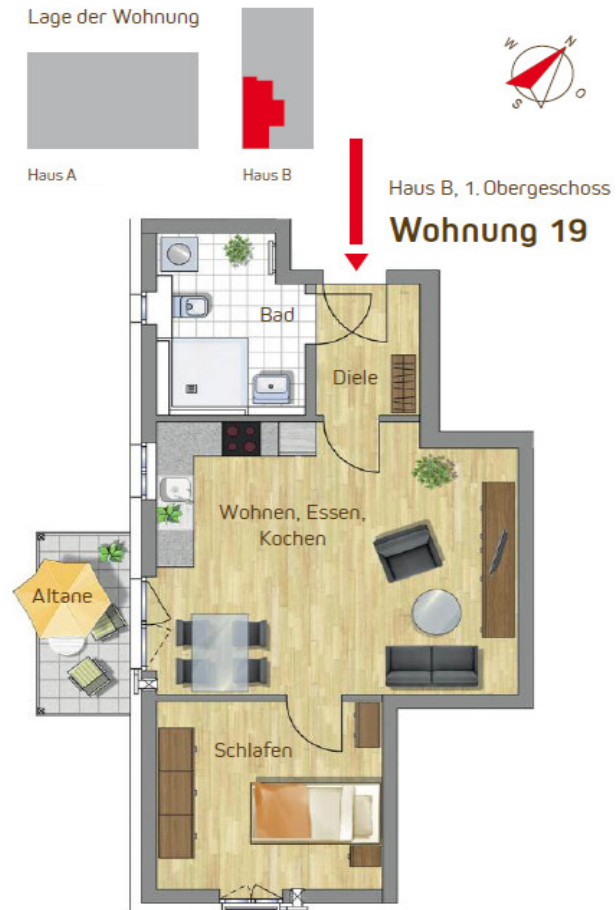 Lage der Wohnung
W
N
S
O
Haus A
Haus B
Haus B, 1. Obergeschoss
Wohnung 19
Bad
Diele
Wohnen, Essen,
Kochen
Altane
Schlafen